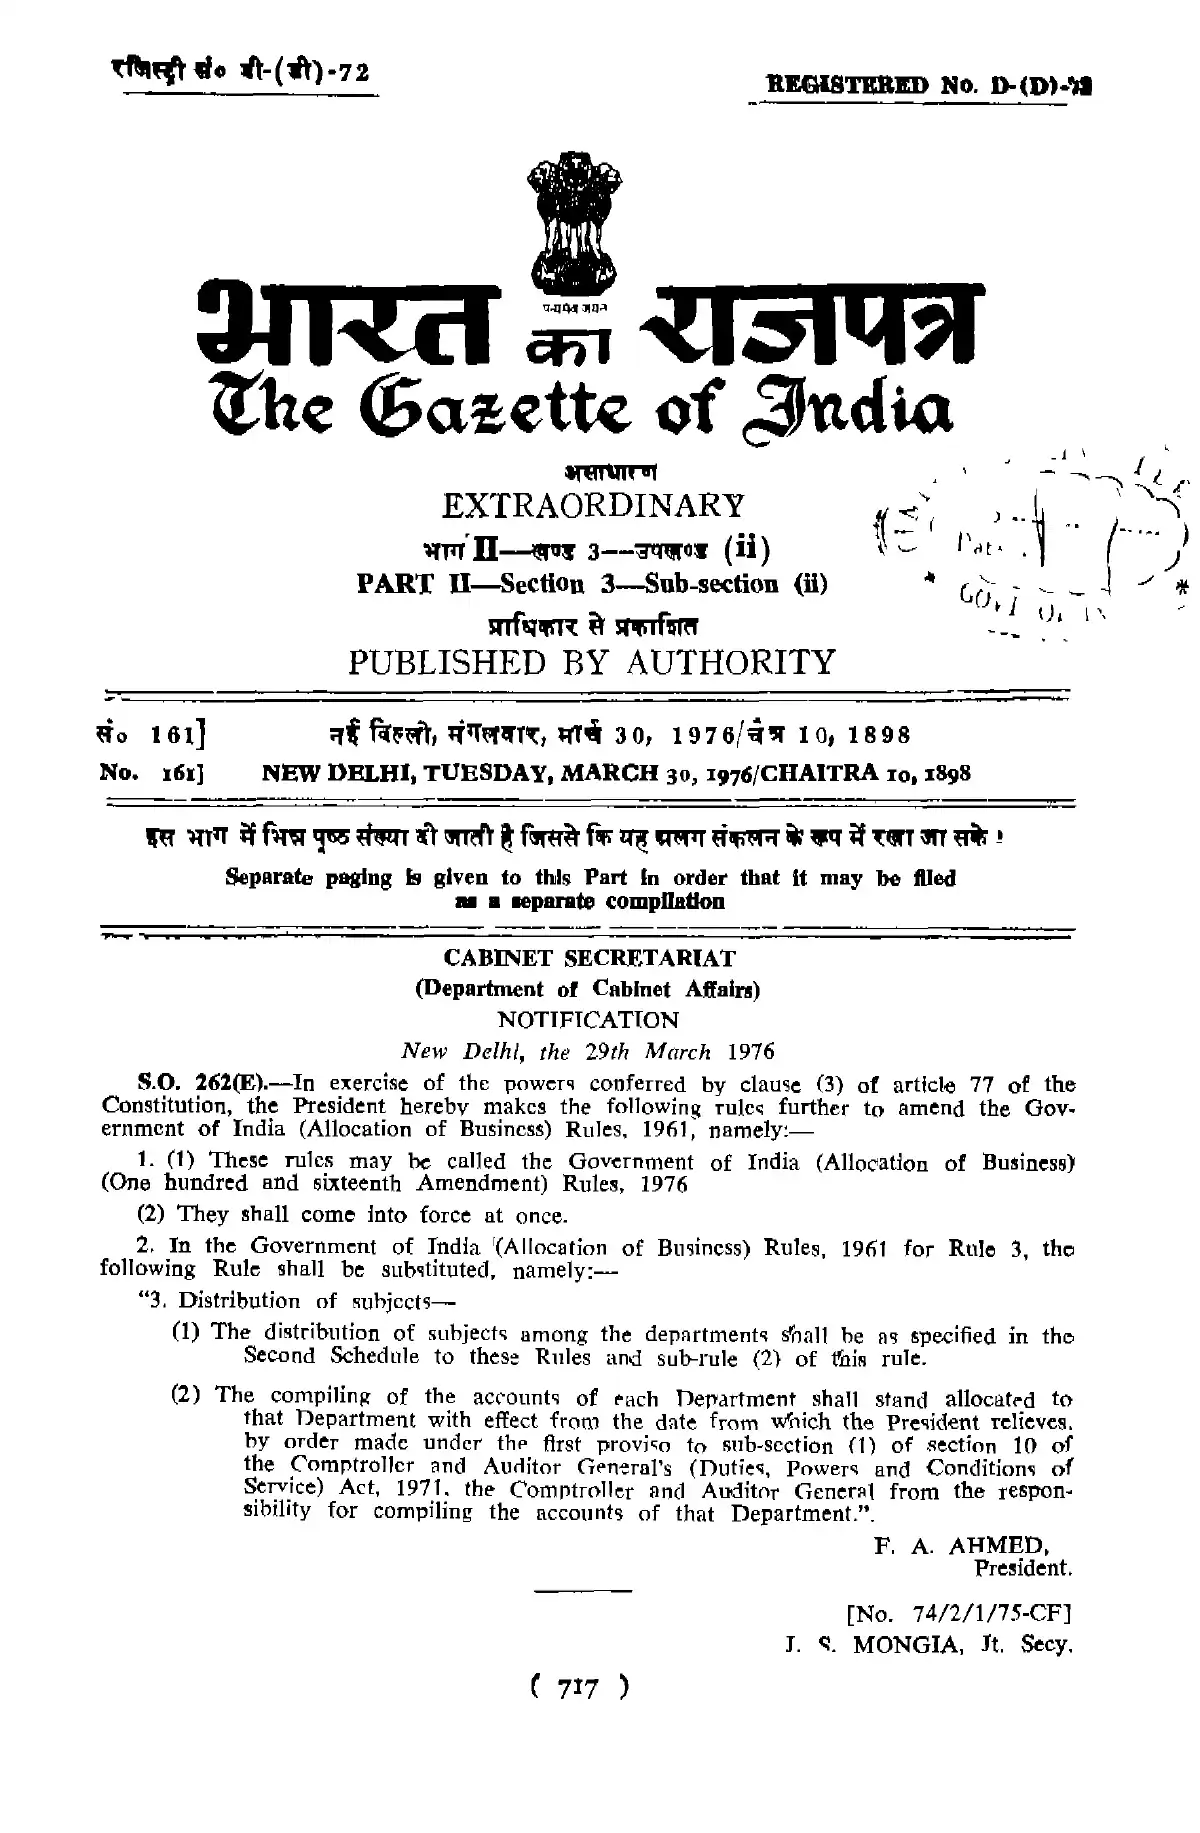 रजिस्ट्री सं० डी-(डी)-72
REGISTERED No. D-(D)-72
भारत का राजपत्र
The Gazette of India
असाधारण
EXTRAORDINARY
भाग II—खण्ड 3—उपखण्ड (ii)
PART II—Section 3—Sub-section (ii)
प्राधिकार से प्रकाशित
PUBLISHED BY AUTHORITY
सं० 161] नई दिल्ली, मंगलवार, मार्च 30, 1976/चैत्र 10, 1898
No. 161] NEW DELHI, TUESDAY, MARCH 30, 1976/CHAITRA 10, 1898
इस भाग में भिन्न पृष्ठ संख्या दी जाती है जिससे कि यह अलग संकलन के रूप में रखा जा सके।
Separate paging is given to this Part in order that it may be filed
as a separate compilation
CABINET SECRETARIAT
(Department of Cabinet Affairs)
NOTIFICATION
New Delhi, the 29th March 1976
S.O. 262(E).—In exercise of the powers conferred by clause (3) of article 77 of the
Constitution, the President hereby makes the following rules further to amend the Gov-
ernment of India (Allocation of Business) Rules, 1961, namely:—
1. (1) These rules may be called the Government of India (Allocation of Business)
(One hundred and sixteenth Amendment) Rules, 1976
(2) They shall come into force at once.
2. In the Government of India (Allocation of Business) Rules, 1961 for Rule 3, the
following Rule shall be substituted, namely:—
“3. Distribution of subjects—
(1) The distribution of subjects among the departments shall be as specified in the
Second Schedule to these Rules and sub-rule (2) of this rule.
(2) The compiling of the accounts of each Department shall stand allocated to
that Department with effect from the date from which the President relieves,
by order made under the first proviso to sub-section (1) of section 10 of
the Comptroller and Auditor General's (Duties, Powers and Conditions of
Service) Act, 1971, the Comptroller and Auditor General from the respon-
sibility for compiling the accounts of that Department.”.
F. A. AHMED,
President.
[No. 74/2/1/75-CF]
J. S. MONGIA, Jt. Secy.
( 717 )